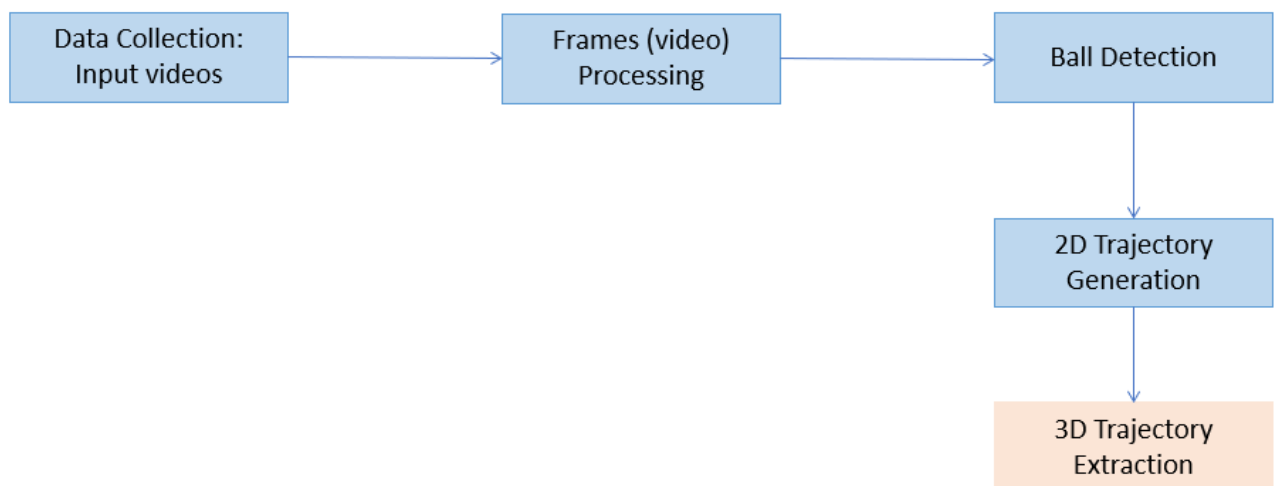 Data Collection:
Input videos
Frames (video)
Processing
Ball Detection
2D Trajectory
Generation
3D Trajectory
Extraction